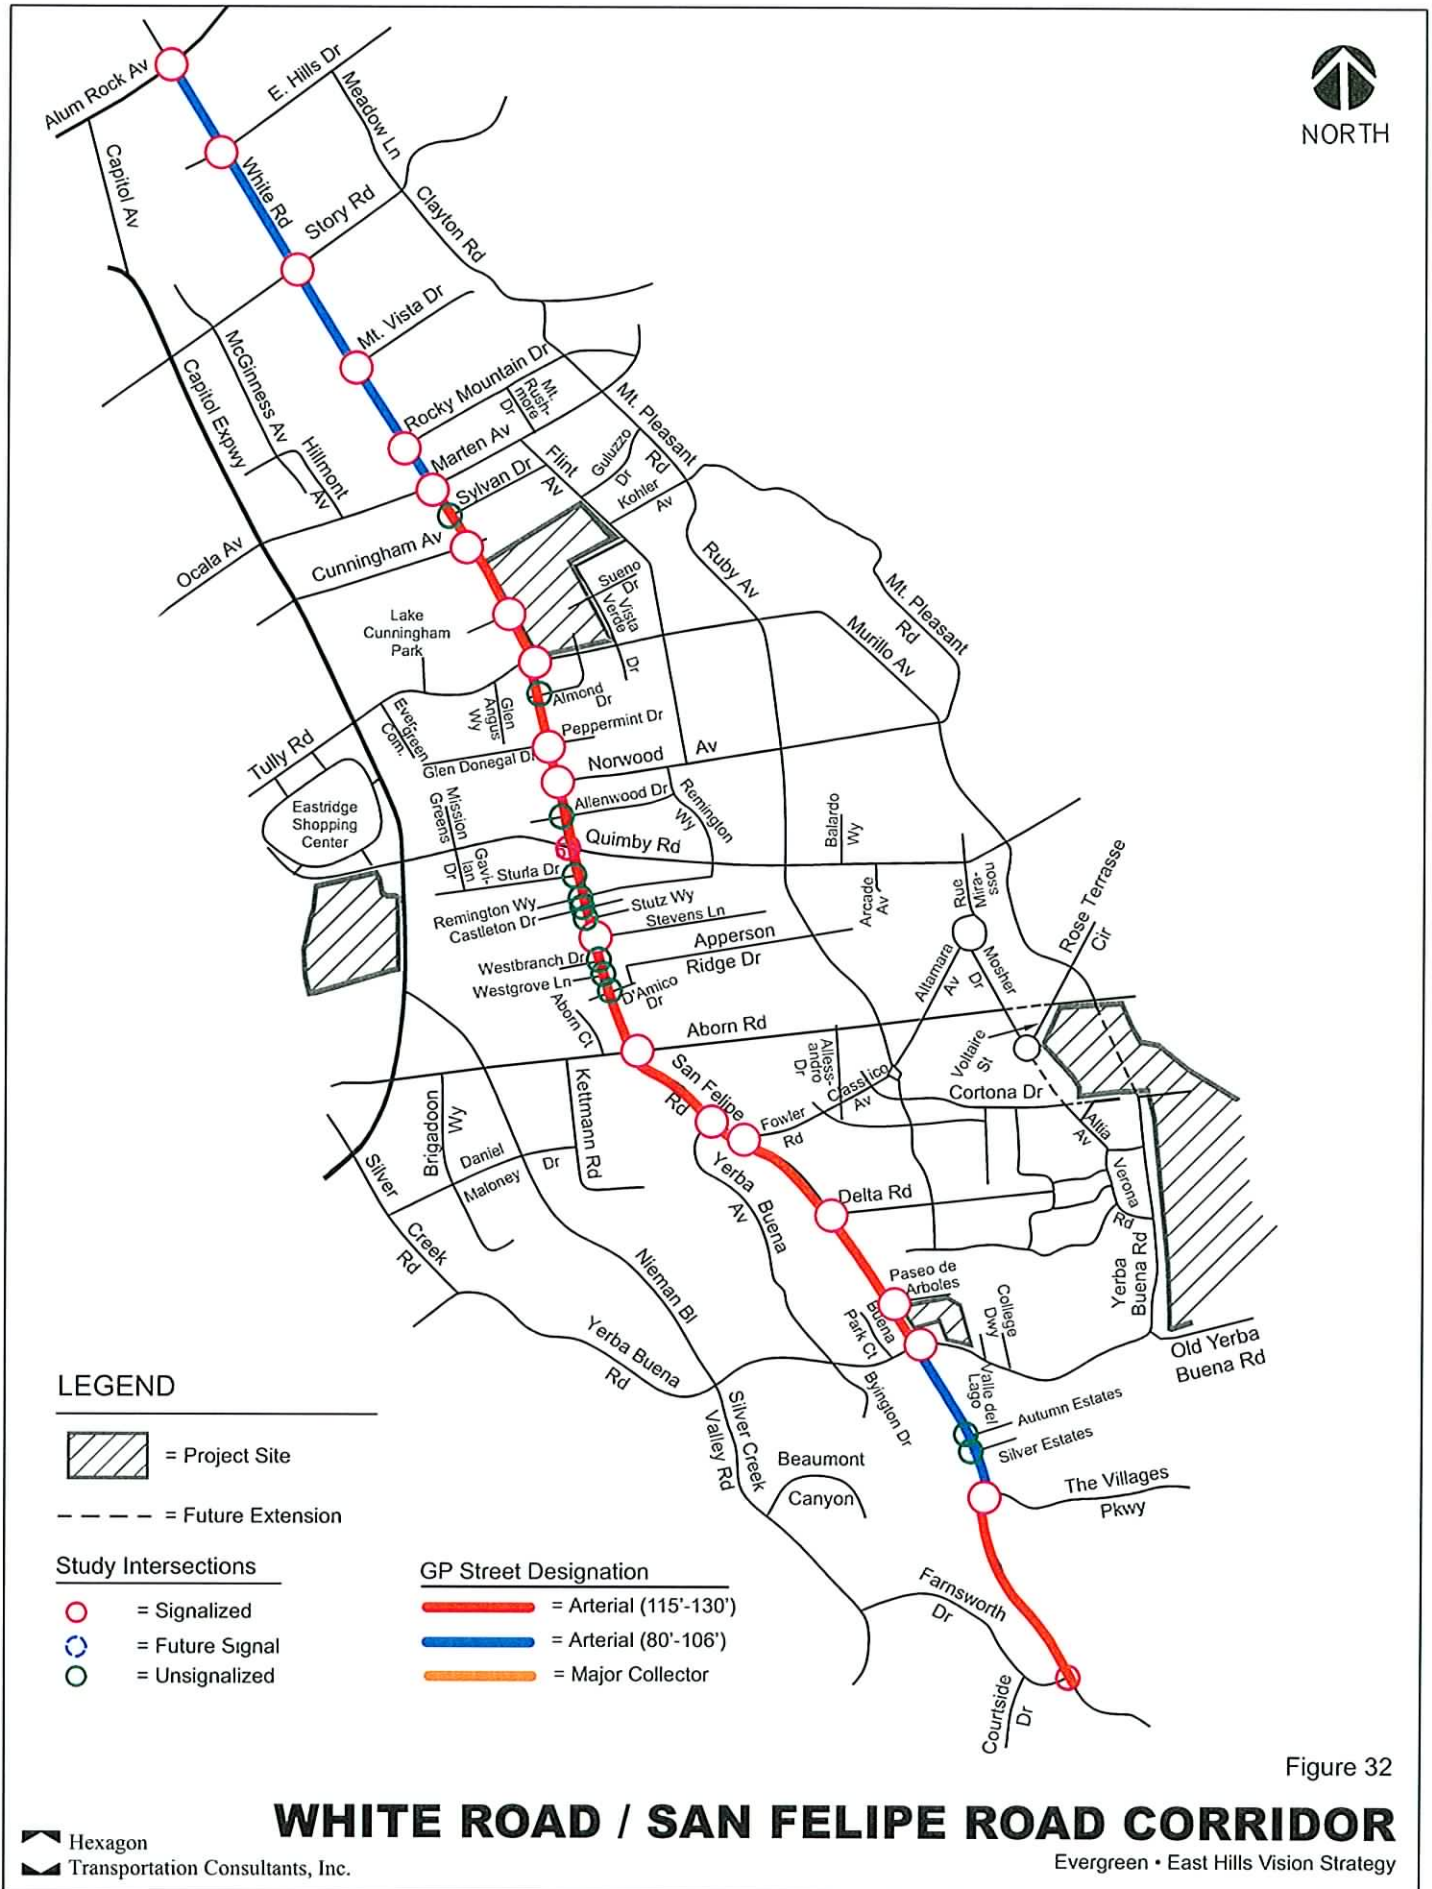 Alum Rock Av
E. Hills Dr
Meadow Ln
NORTH
Capitol Av
White Rd
Story Rd
Clayton Rd
Mt. Vista Dr
McGinness Av
Capitol Expwy
Rocky Mountain Dr
Mt.
Rush-
more
Dr
Mt. Pleasant
Rd
Hillmont
Av
Marten Av
Sylvan Dr
Flint
Av
Guluzzo
Dr
Kohler
Av
Ocala Av
Cunningham Av
Ruby Av
Sueno
Dr
Vista
Verde
Dr
Mt. Pleasant
Rd
Murillo Av
Lake
Cunningham
Park
Glen
Angus
Wy
Almond
Dr
Ever-
green
Com.
Peppermint Dr
Tully Rd
Glen Donegal Dr
Norwood
Av
Eastridge
Shopping
Center
Mission
Greens
Dr
Allenwood Dr
Remington
Wy
Balardo
Wy
Quimby Rd
Gavi-
lan
Sturla Dr
Arcade
Av
Rue
Mira-
ssou
Rose Terrasse
Cir
Remington Wy
Castleton Dr
Stutz Wy
Stevens Ln
Apperson
Ridge Dr
Westbranch Dr
Westgrove Ln
D'Amico
Dr
Altamara
Av
Mosher
Dr
Aborn Ct
Aborn Rd
Voltaire
St
Alless-
andro
Dr
San Felipe
Rd
Classico
Av
Cortona Dr
Brigadoon
Wy
Kettmann Rd
Fowler
Rd
Altia
Av
Silver
Creek
Rd
Daniel
Maloney
Dr
Yerba
Buena
Av
Delta Rd
Verona
Rd
Yerba
Buena Rd
Nieman Bl
Paseo de
Arboles
College
Dwy
Buena
Park Ct
Old Yerba
Buena Rd
Yerba Buena
Rd
Byington Dr
Valle del
Lago
Autumn Estates
Silver Estates
Silver Creek
Valley Rd
Beaumont
Canyon
The Villages
Pkwy
Farnsworth
Dr
Courtside
Dr
LEGEND
= Project Site
= Future Extension
Study Intersections
= Signalized
= Future Signal
= Unsignalized
GP Street Designation
= Arterial (115'-130')
= Arterial (80'-106')
= Major Collector
Figure 32
WHITE ROAD / SAN FELIPE ROAD CORRIDOR
Evergreen • East Hills Vision Strategy
Hexagon
Transportation Consultants, Inc.